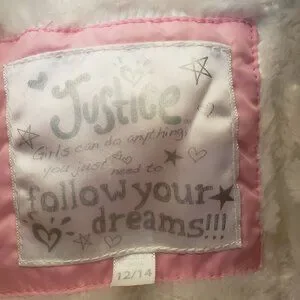 Justice
Girls can do anything,
you just
need to
follow your
dreams!!!
12/14